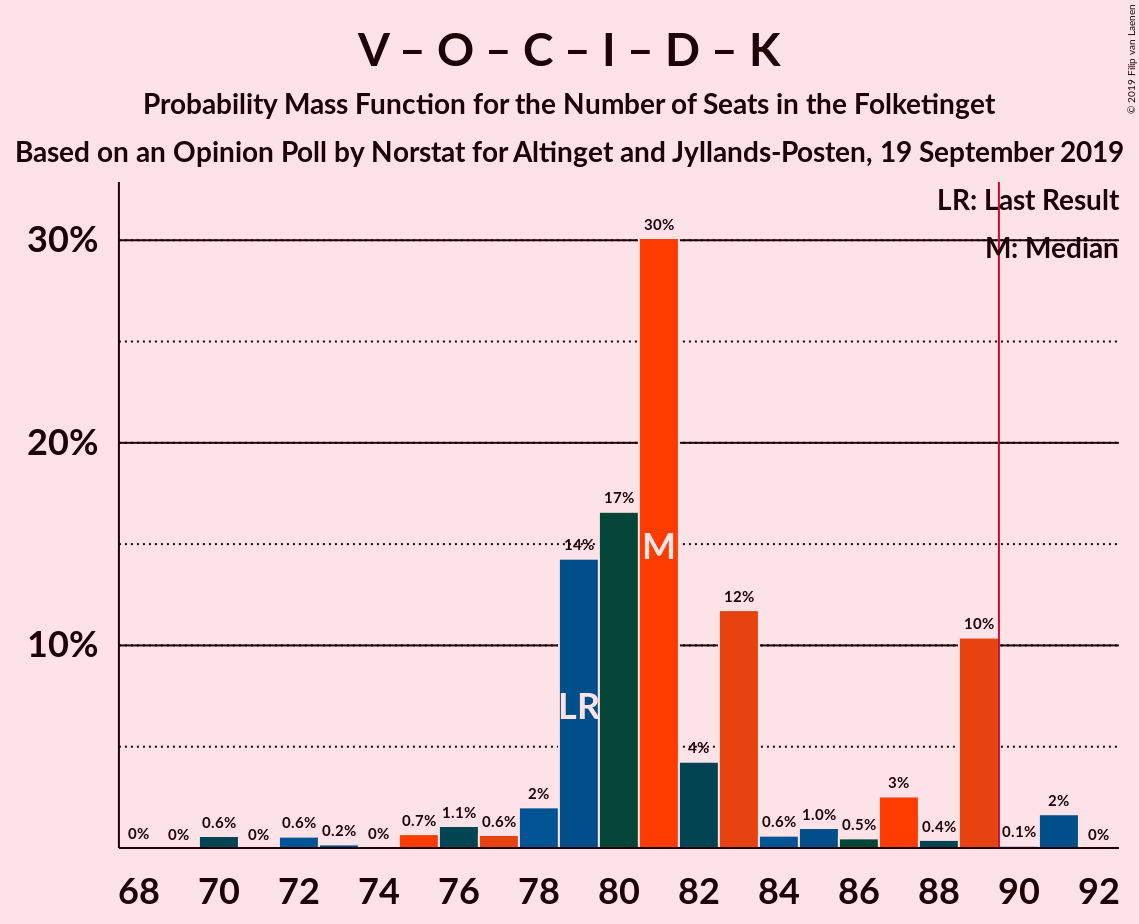 V – O – C – I – D – K
Probability Mass Function for the Number of Seats in the Folketinget
Based on an Opinion Poll by Norstat for Altinget and Jyllands-Posten, 19 September 2019
© 2019 Filip van Laenen
LR: Last Result
M: Median
30%
20%
10%
0% 0% 0.6% 0% 0.6% 0.2% 0% 0.7% 1.1% 0.6% 2% 14% 17% 30% 4% 12% 0.6% 1.0% 0.5% 3% 0.4% 10% 0.1% 2% 0%
LR M
68 70 72 74 76 78 80 82 84 86 88 90 92